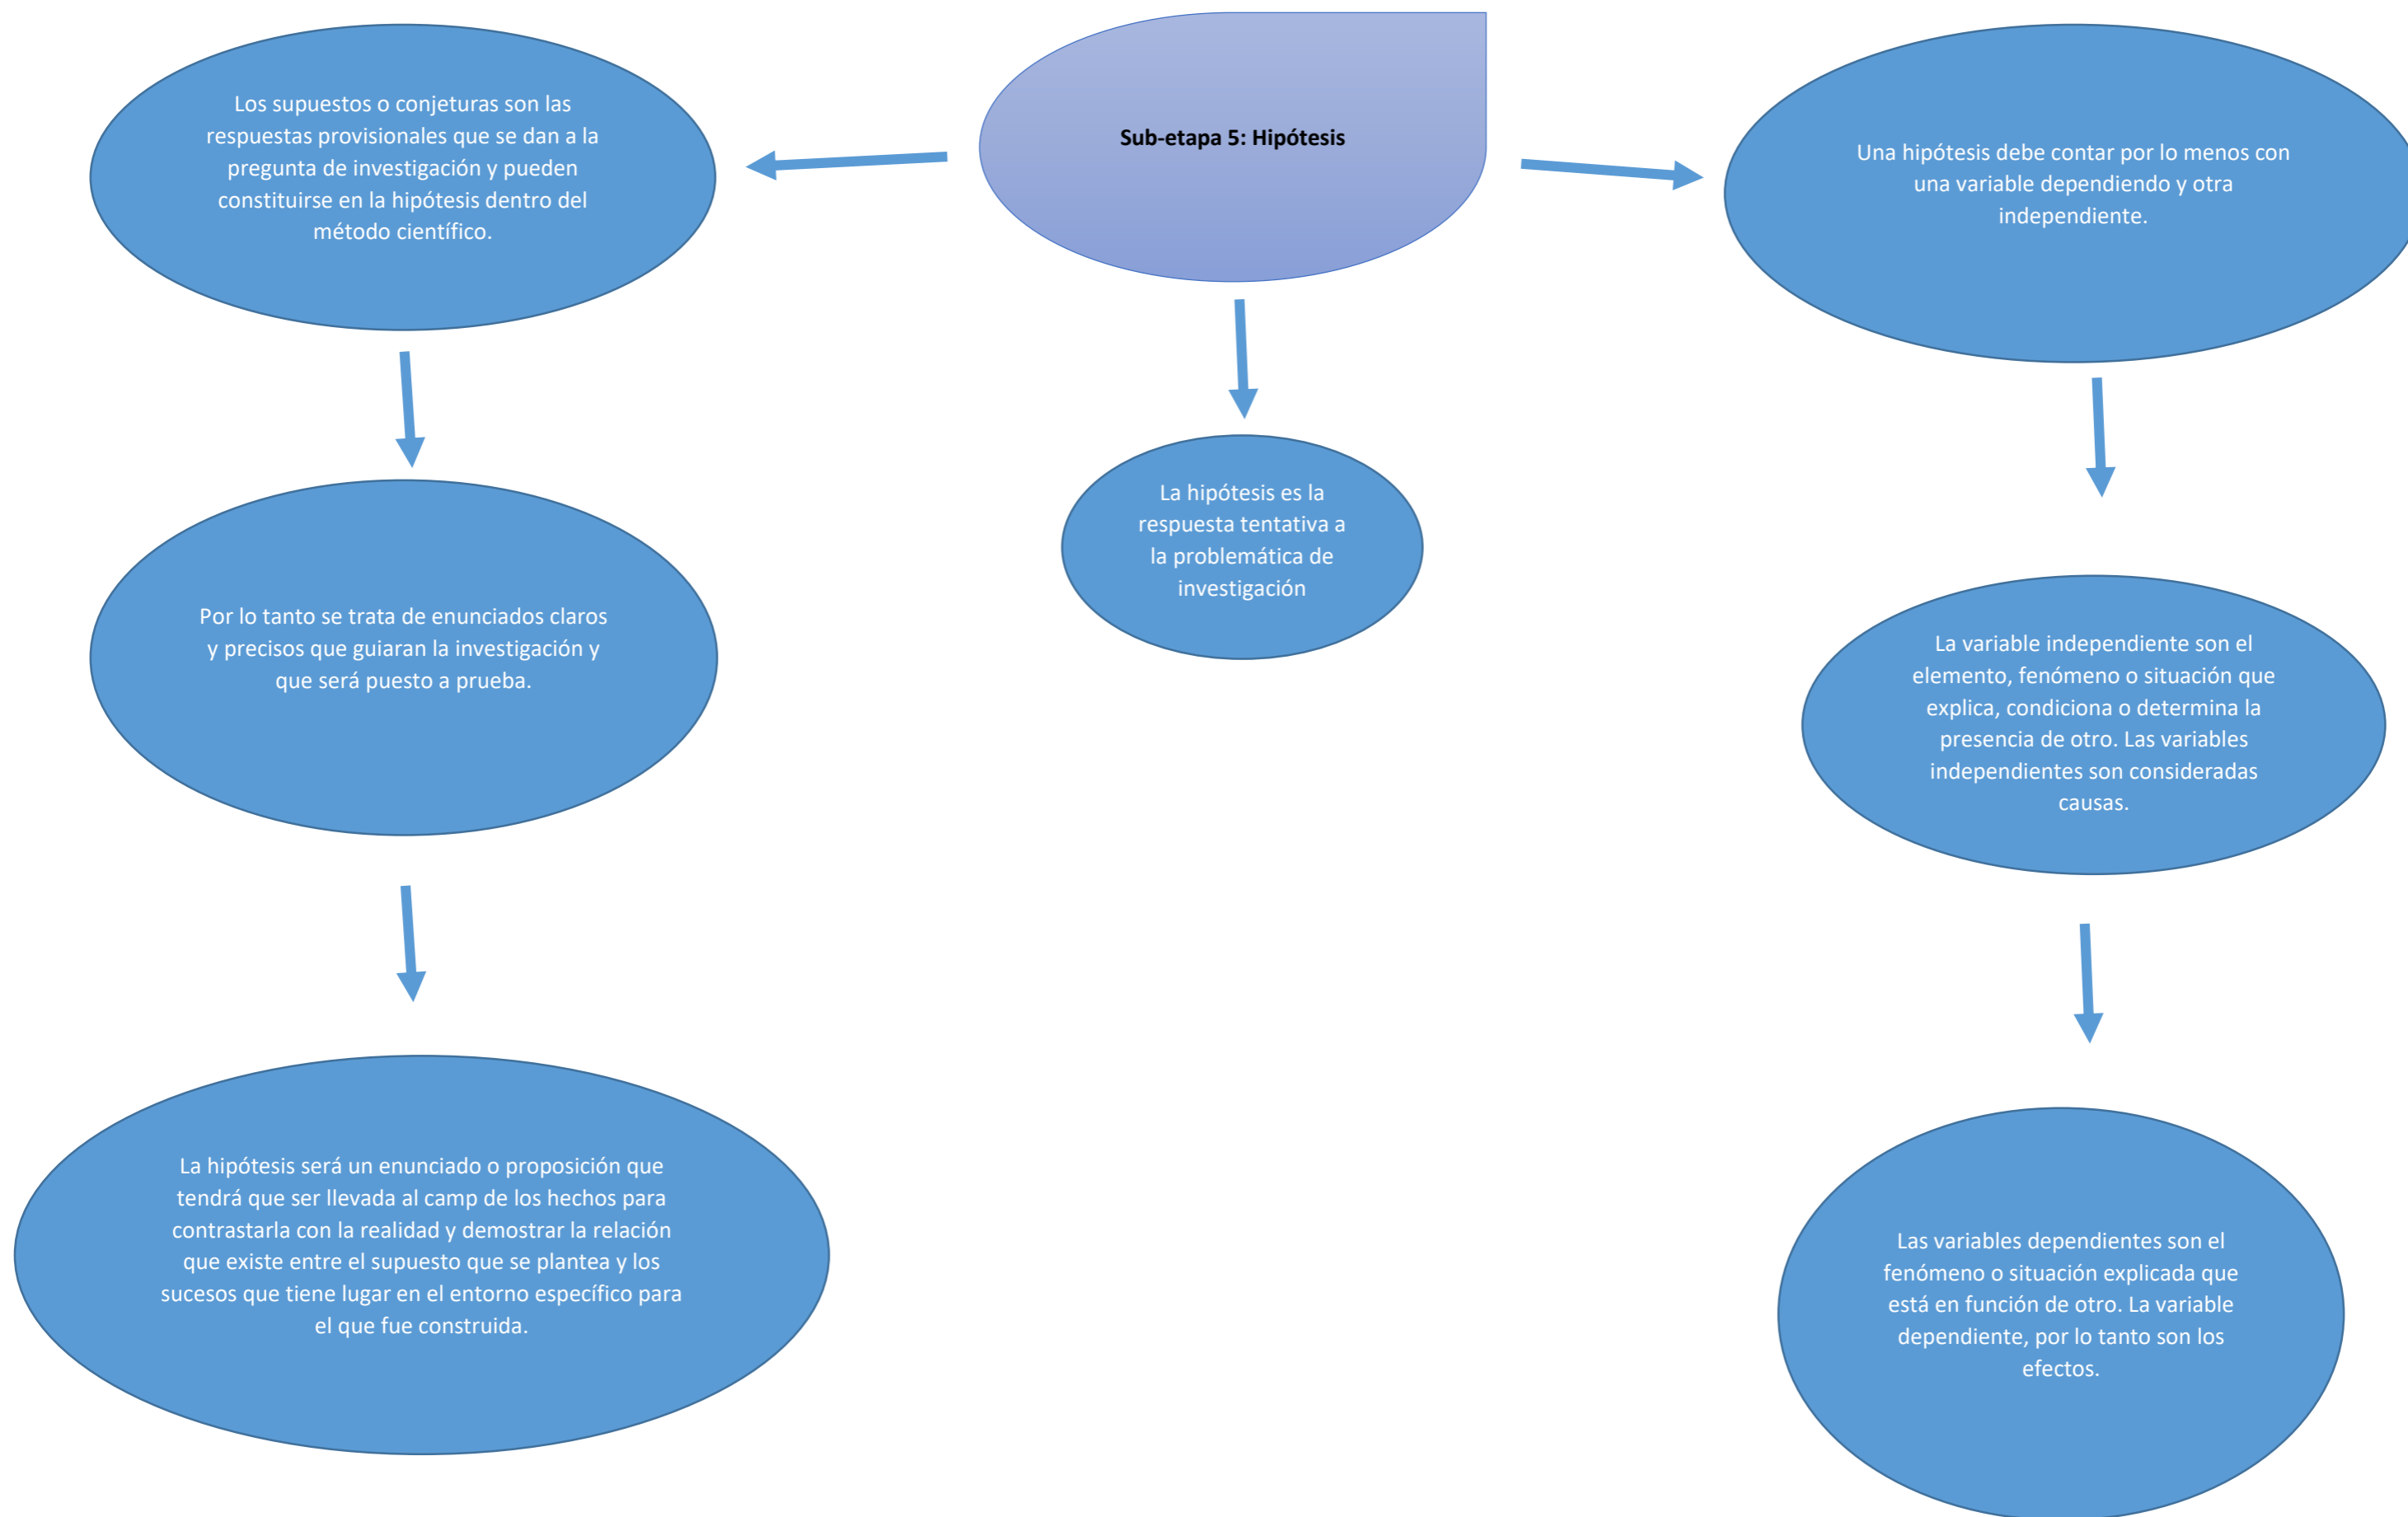 Sub-etapa 5: Hipótesis
Los supuestos o conjeturas son las
respuestas provisionales que se dan a la
pregunta de investigación y pueden
constituirse en la hipótesis dentro del
método científico.
Por lo tanto se trata de enunciados claros
y precisos que guiaran la investigación y
que será puesto a prueba.
La hipótesis será un enunciado o proposición que
tendrá que ser llevada al camp de los hechos para
contrastarla con la realidad y demostrar la relación
que existe entre el supuesto que se plantea y los
sucesos que tiene lugar en el entorno específico para
el que fue construida.
La hipótesis es la
respuesta tentativa a
la problemática de
investigación
Una hipótesis debe contar por lo menos con
una variable dependiendo y otra
independiente.
La variable independiente son el
elemento, fenómeno o situación que
explica, condiciona o determina la
presencia de otro. Las variables
independientes son consideradas
causas.
Las variables dependientes son el
fenómeno o situación explicada que
está en función de otro. La variable
dependiente, por lo tanto son los
efectos.